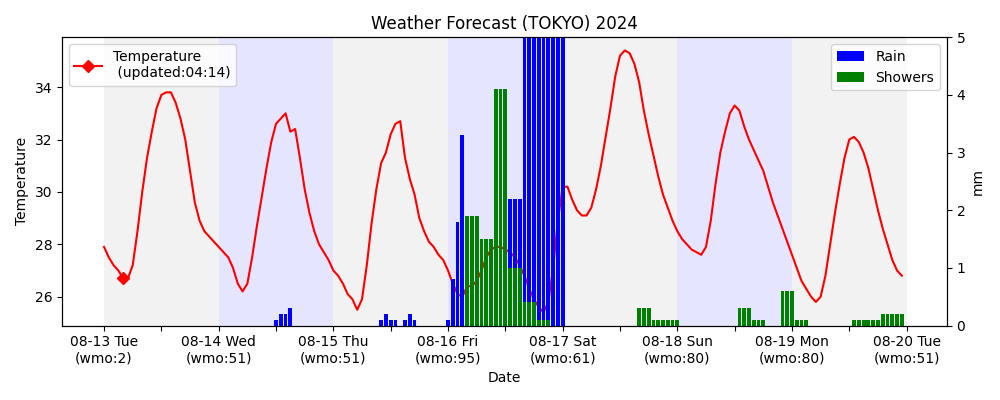 Weather Forecast (TOKYO) 2024
Temperature
(updated:04:14)
Rain
Showers
Temperature
34
32
30
28
26
5
4
3
2
1
0
mm
08-13 Tue
(wmo:2)
08-14 Wed
(wmo:51)
08-15 Thu
(wmo:51)
08-16 Fri
(wmo:95)
08-17 Sat
(wmo:61)
08-18 Sun
(wmo:80)
08-19 Mon
(wmo:80)
08-20 Tue
(wmo:51)
Date